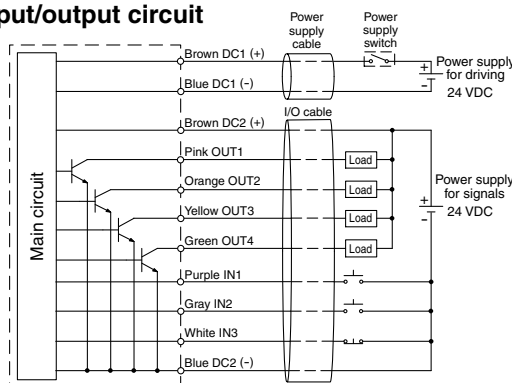 put/output circuit
Power supply cable
Power supply switch
Brown DC1 (+)
Blue DC1 (−)
+
-
Power supply for driving 24 VDC
I/O cable
Brown DC2 (+)
Pink OUT1
Load
Orange OUT2
Load
Yellow OUT3
Load
Green OUT4
Load
+
-
Power supply for signals 24 VDC
Main circuit
Purple IN1
Gray IN2
White IN3
Blue DC2 (−)